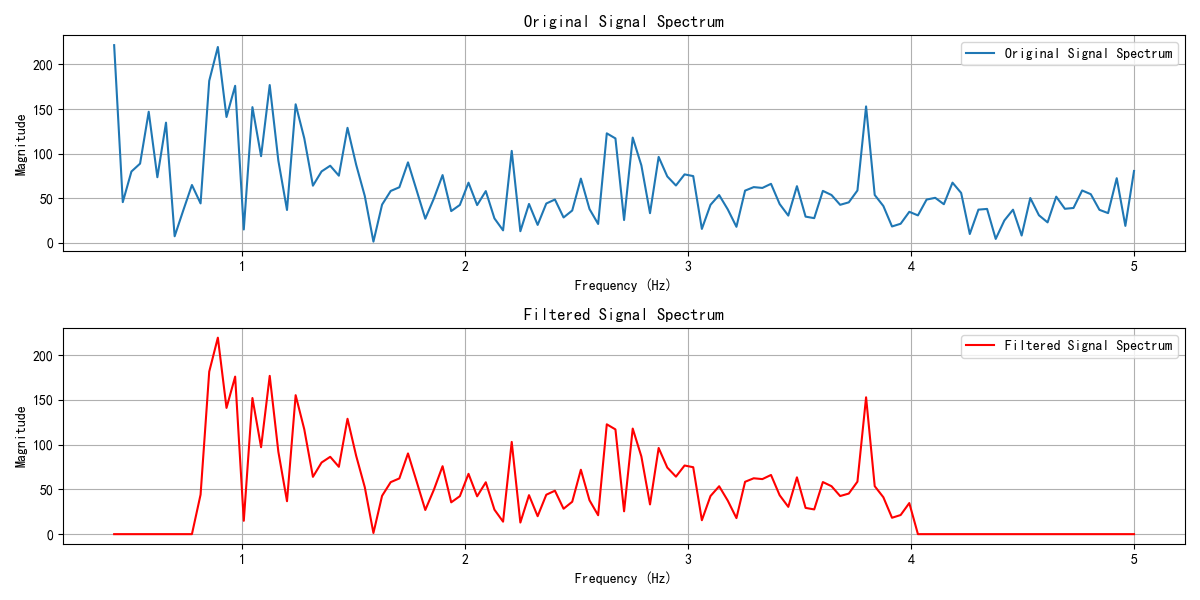 Original Signal Spectrum
Original Signal Spectrum
Magnitude
200
150
100
50
0
1 2 3 4 5
Frequency (Hz)
Filtered Signal Spectrum
Filtered Signal Spectrum
Magnitude
200
150
100
50
0
1 2 3 4 5
Frequency (Hz)